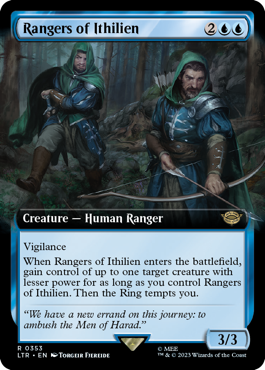 Rangers of Ithilien 2
Creature — Human Ranger
Vigilance
When Rangers of Ithilien enters the battlefield,
gain control of up to one target creature with
lesser power for as long as you control Rangers
of Ithilien. Then the Ring tempts you.
“We have a new errand on this journey: to
ambush the Men of Harad.”
3/3
R 0353
LTR • EN Torgeir Fjereide
© MEE
™ & © 2023 Wizards of the Coast